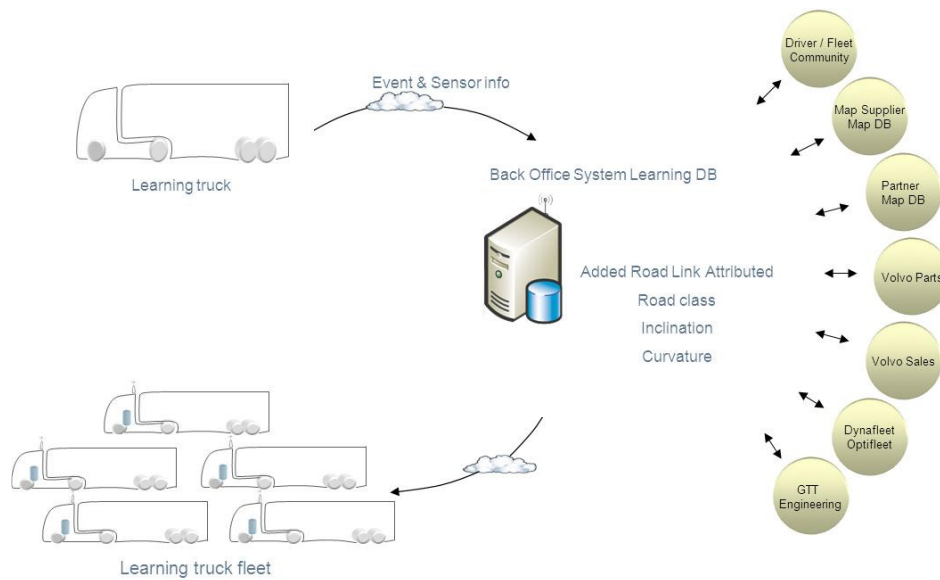 Driver / Fleet
Community
Event & Sensor info
Map Supplier
Map DB
Learning truck
Back Office System Learning DB
Partner
Map DB
Added Road Link Attributed
Volvo Parts
Road class
Inclination
Curvature
Volvo Sales
Dynafleet
Optifleet
GTT
Engineering
Learning truck fleet